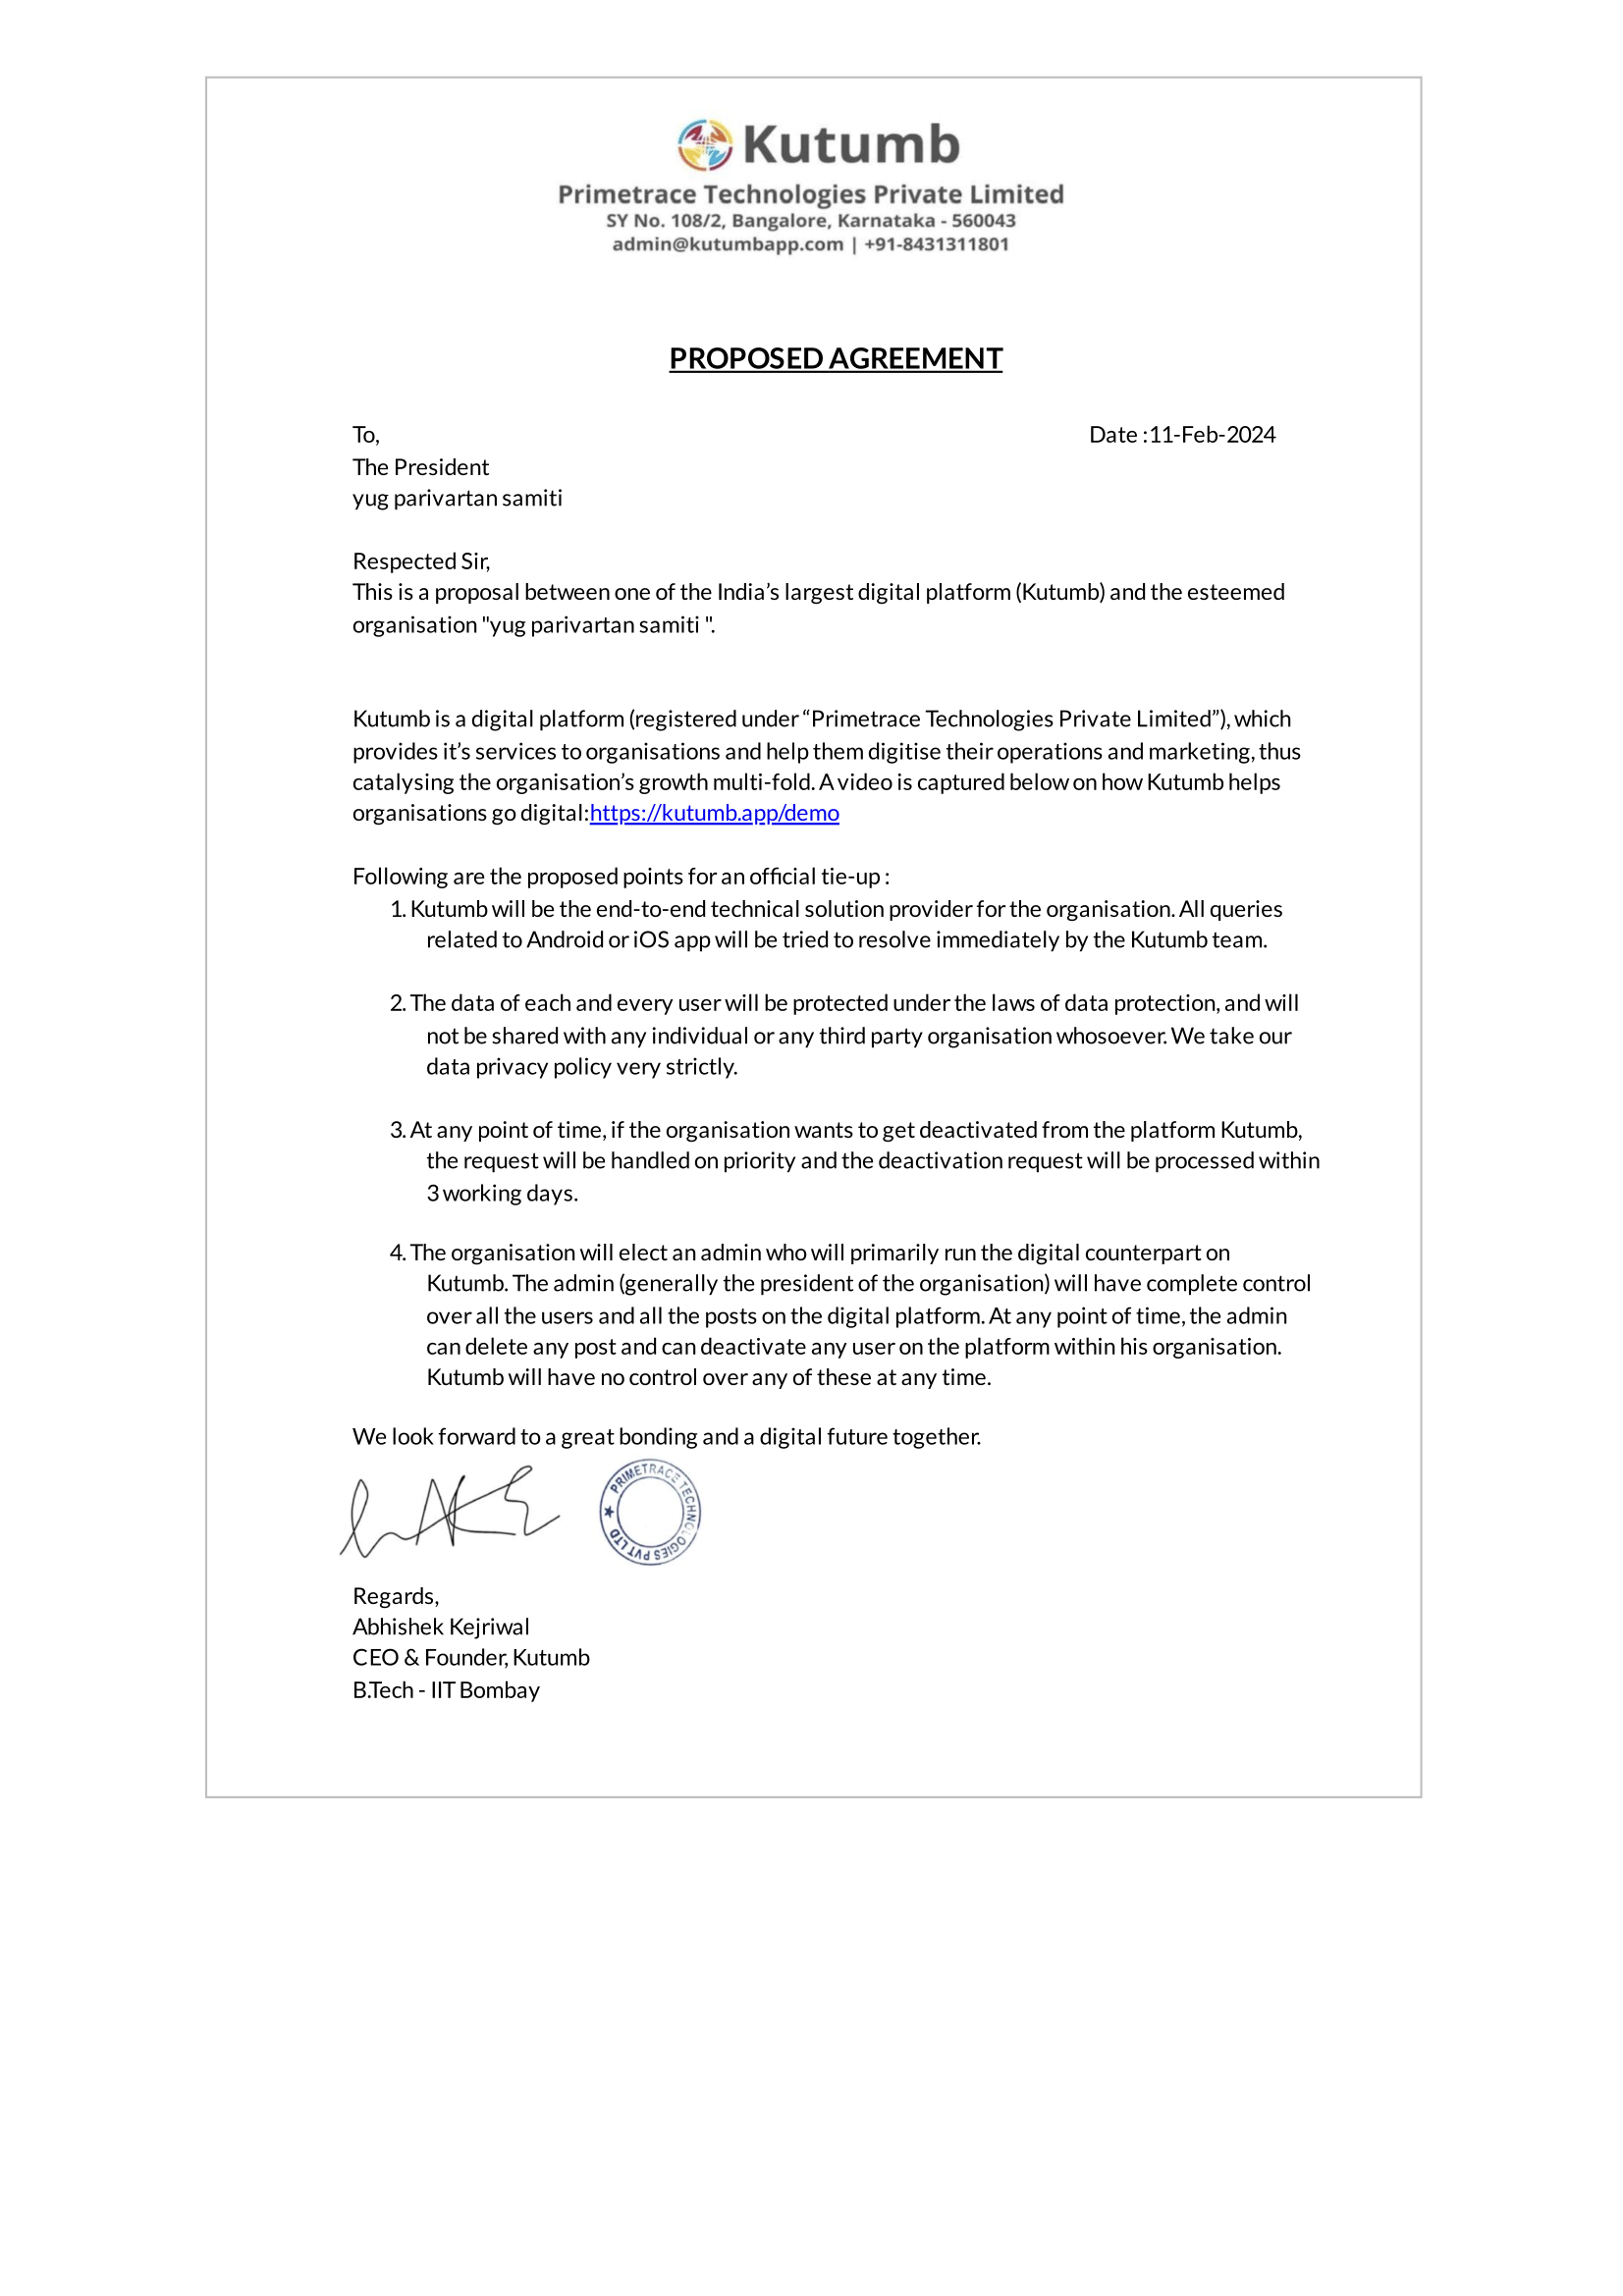 Kutumb
Primetrace Technologies Private Limited
SY No. 108/2, Bangalore, Karnataka - 560043
admin@kutumbapp.com | +91-8431311801
PROPOSED AGREEMENT
To,
Date :11-Feb-2024
The President
yug parivartan samiti
Respected Sir,
This is a proposal between one of the India’s largest digital platform (Kutumb) and the esteemed
organisation "yug parivartan samiti ".
Kutumb is a digital platform (registered under “Primetrace Technologies Private Limited”), which
provides it’s services to organisations and help them digitise their operations and marketing, thus
catalysing the organisation’s growth multi-fold. A video is captured below on how Kutumb helps
organisations go digital:https://kutumb.app/demo
Following are the proposed points for an official tie-up :
1. Kutumb will be the end-to-end technical solution provider for the organisation. All queries
related to Android or iOS app will be tried to resolve immediately by the Kutumb team.
2. The data of each and every user will be protected under the laws of data protection, and will
not be shared with any individual or any third party organisation whosoever. We take our
data privacy policy very strictly.
3. At any point of time, if the organisation wants to get deactivated from the platform Kutumb,
the request will be handled on priority and the deactivation request will be processed within
3 working days.
4. The organisation will elect an admin who will primarily run the digital counterpart on
Kutumb. The admin (generally the president of the organisation) will have complete control
over all the users and all the posts on the digital platform. At any point of time, the admin
can delete any post and can deactivate any user on the platform within his organisation.
Kutumb will have no control over any of these at any time.
We look forward to a great bonding and a digital future together.
PRIMETRACE TECHNOLOGIES PVT LTD
Regards,
Abhishek Kejriwal
CEO & Founder, Kutumb
B.Tech - IIT Bombay